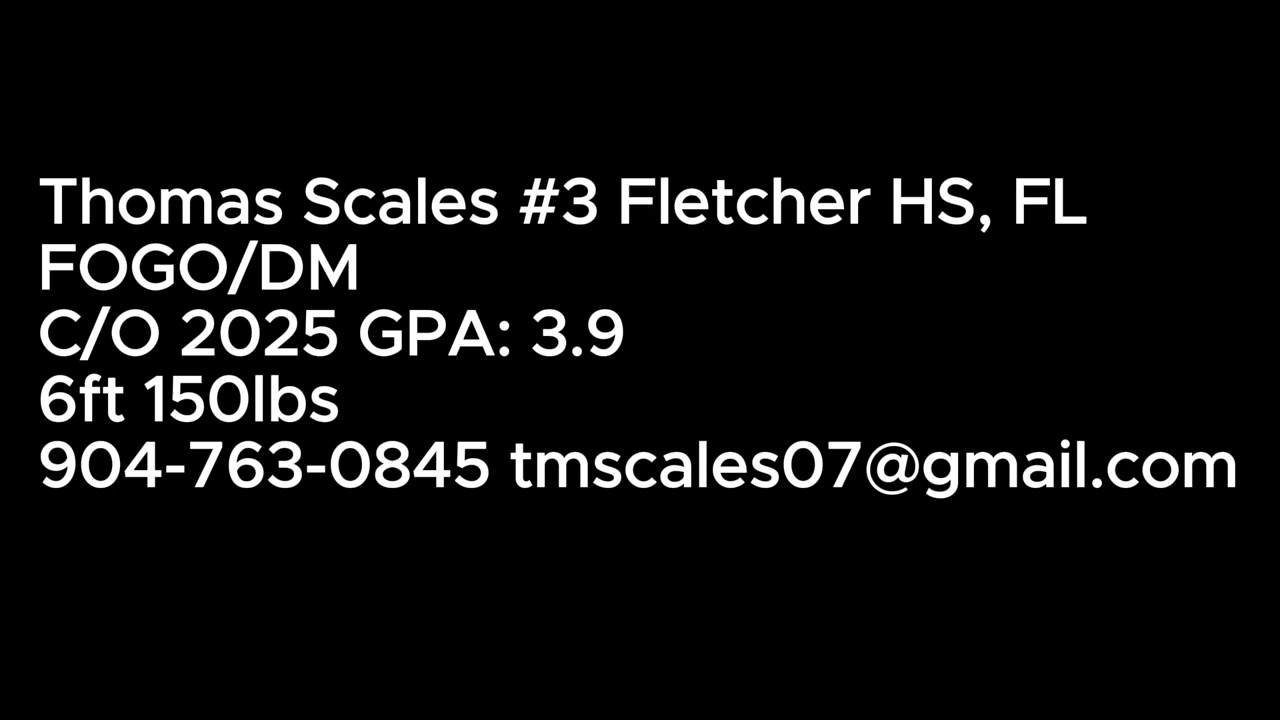 Thomas Scales #3 Fletcher HS, FL
FOGO/DM
C/O 2025 GPA: 3.9
6ft 150lbs
904-763-0845 tmscales07@gmail.com